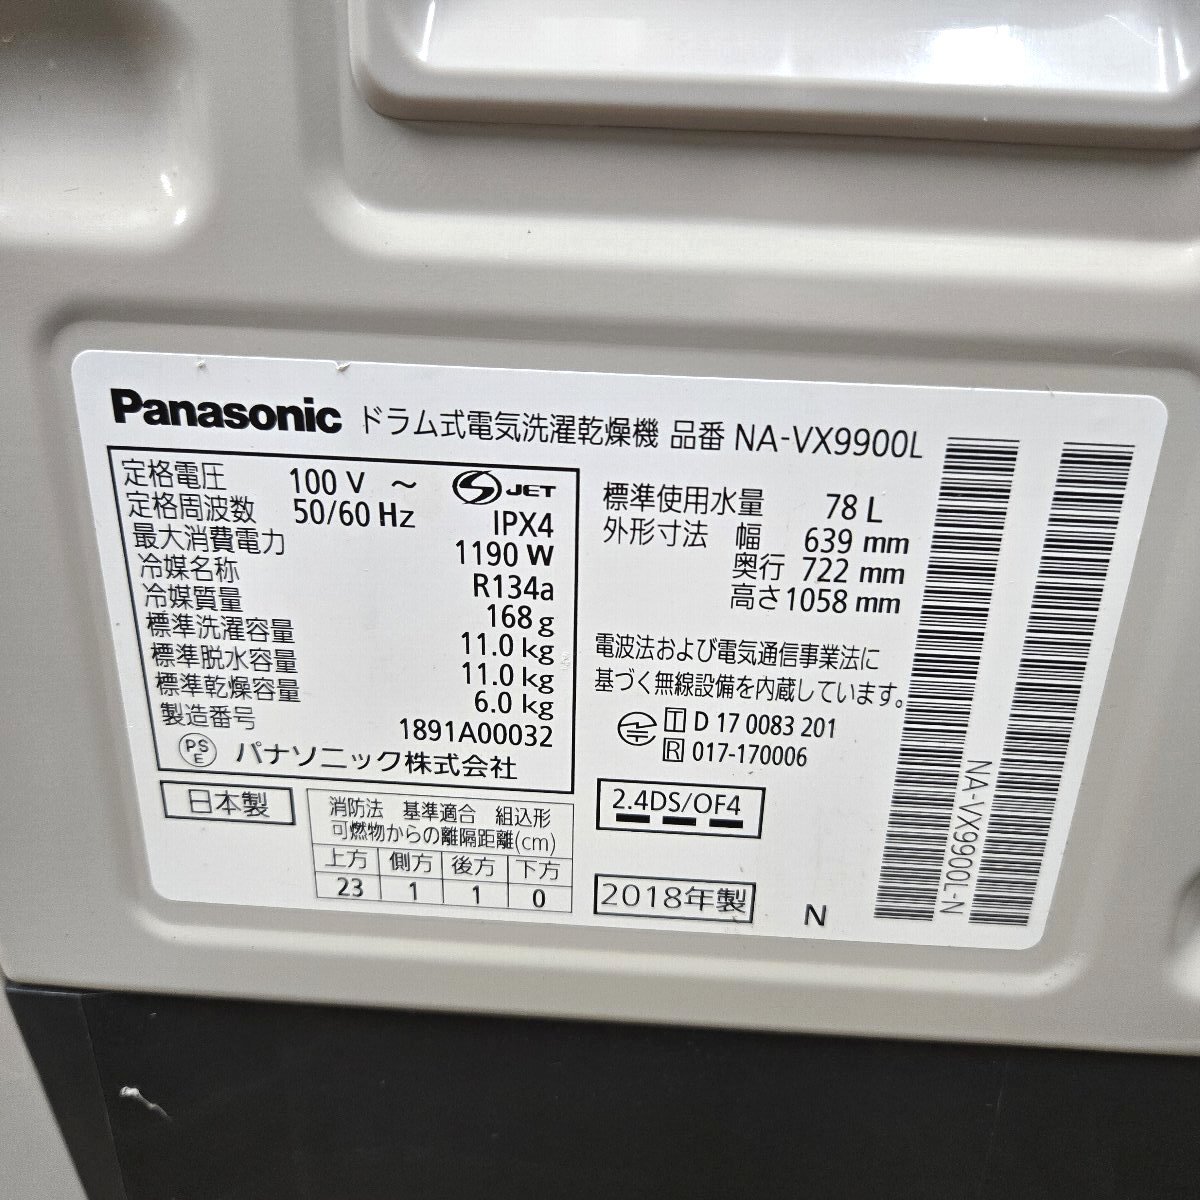 Panasonic ドラム式電気洗濯乾燥機 品番 NA-VX9900L
定格電圧 100 V ～ S JET
定格周波数 50/60 Hz IPX4
最大消費電力 1190 W
冷媒名称 R134a
冷媒質量 168 g
標準洗濯容量 11.0 kg
標準脱水容量 11.0 kg
標準乾燥容量 6.0 kg
製造番号 1891A00032
PS E パナソニック株式会社
標準使用水量 78 L
外形寸法 幅 639 mm
奥行 722 mm
高さ 1058 mm
電波法および電気通信事業法に
基づく無線設備を内蔵しています。
T D 17 0083 201
R 017-170006
日本製
消防法 基準適合 組込形
可燃物からの離隔距離(cm)
上方 側方 後方 下方
23 1 1 0
2.4DS/OF4
2018年製
N
NA-VX9900L-N